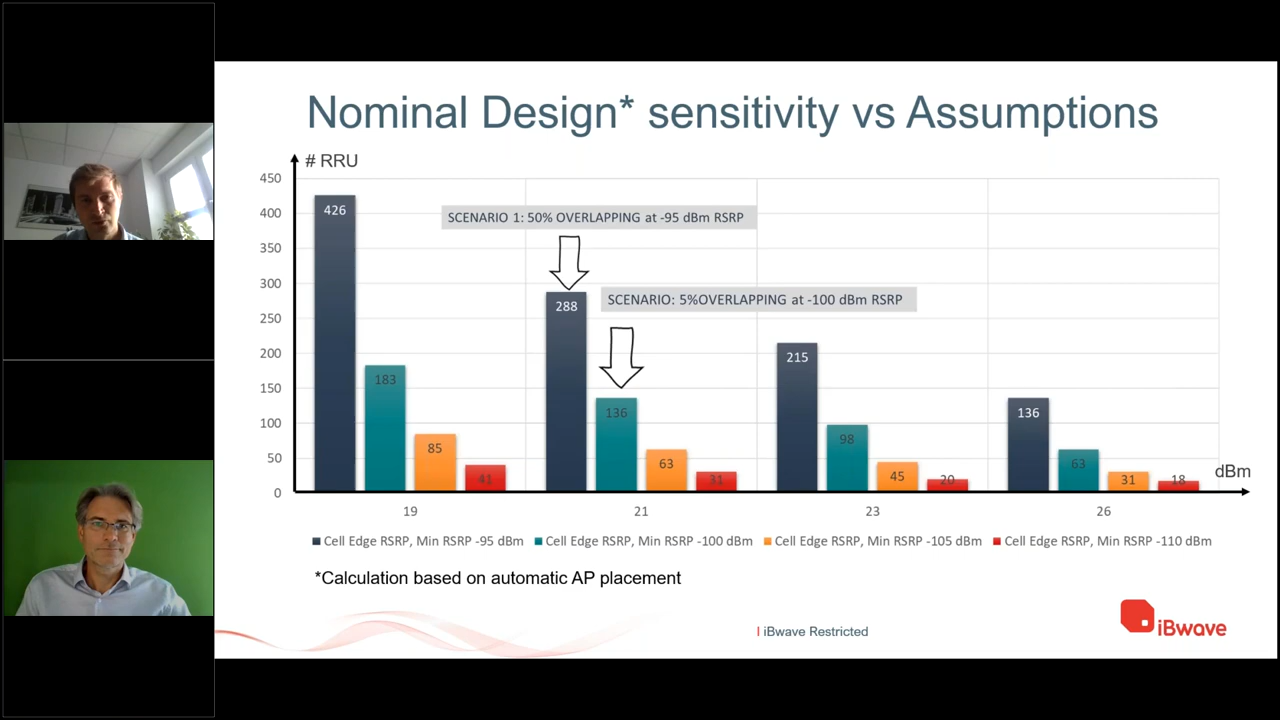 Nominal Design* sensitivity vs Assumptions
# RRU
450
400
350
300
250
200
150
100
50
0
426
183
85
41
SCENARIO 1: 50% OVERLAPPING at -95 dBm RSRP
288
SCENARIO: 5%OVERLAPPING at -100 dBm RSRP
136
63
31
215
98
45
20
136
63
31
18
dBm
19
21
23
26
Cell Edge RSRP, Min RSRP -95 dBm
Cell Edge RSRP, Min RSRP -100 dBm
Cell Edge RSRP, Min RSRP -105 dBm
Cell Edge RSRP, Min RSRP -110 dBm
*Calculation based on automatic AP placement
| iBwave Restricted
iBwave